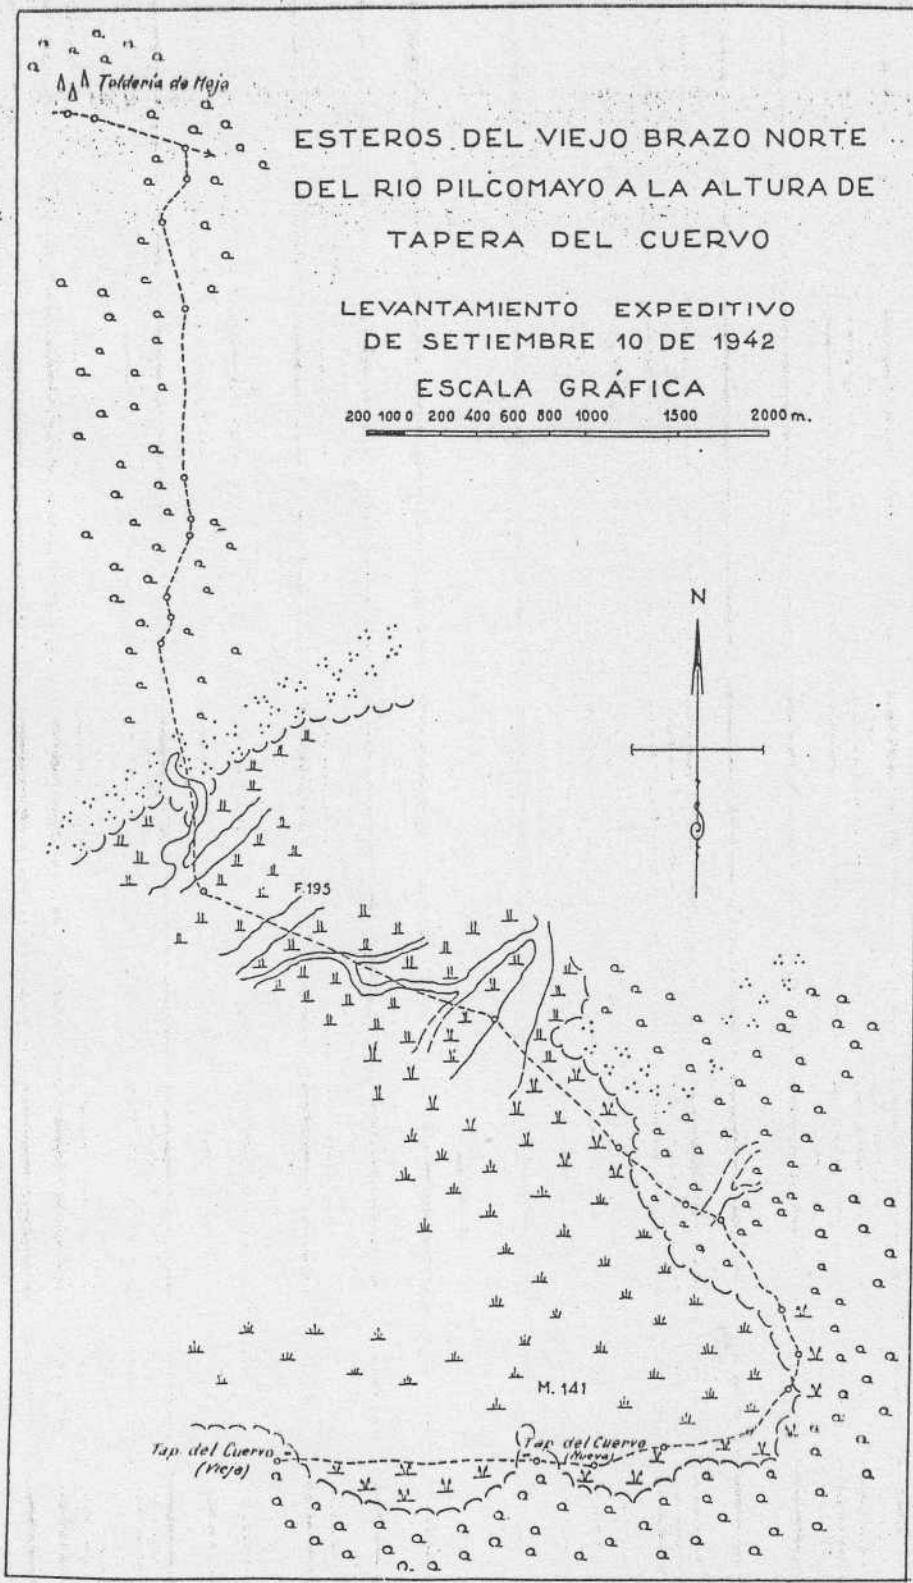 Toldería de Moja
ESTEROS DEL VIEJO BRAZO NORTE
DEL RIO PILCOMAYO A LA ALTURA DE
TAPERA DEL CUERVO
LEVANTAMIENTO EXPEDITIVO
DE SETIEMBRE 10 DE 1942
ESCALA GRÁFICA
200 100 0 200 400 600 800 1000 1500 2000 m.
N
F.195
M. 141
Tap. del Cuervo
(Vieja)
Tap. del Cuervo
(Nueva)